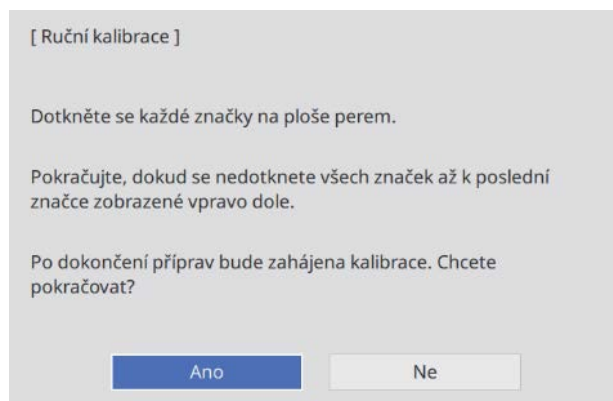 [ Ruční kalibrace ]
Dotkněte se každé značky na ploše perem.
Pokračujte, dokud se nedotknete všech značek až k poslední
značce zobrazené vpravo dole.
Po dokončení příprav bude zahájena kalibrace. Chcete
pokračovat?
Ano
Ne